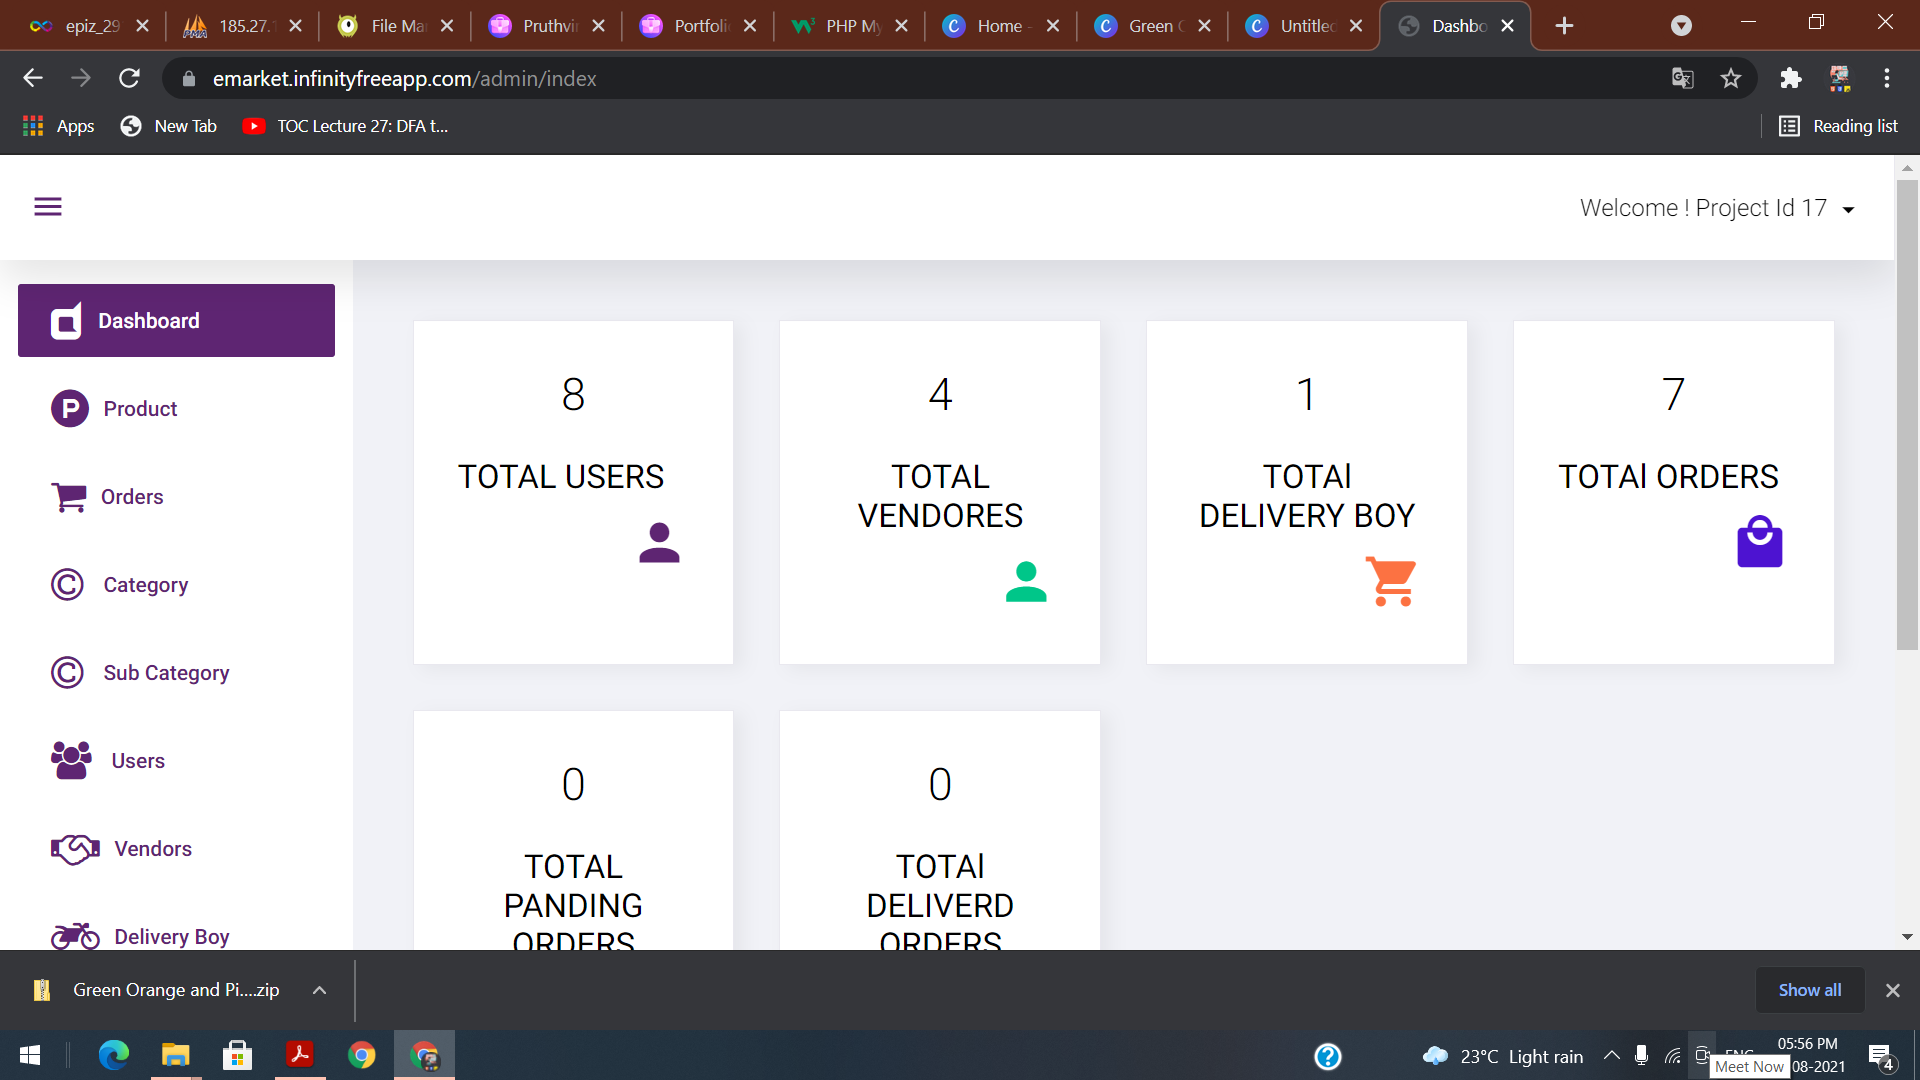 epiz_29
185.27.
File Ma
Pruthvi
Portfoli
PHP My
Home -
Green
Untitled
Dashbo
emarket.infinityfreeapp.com/admin/index
Apps
New Tab
TOC Lecture 27: DFA t...
Reading list
Welcome ! Project Id 17
Dashboard
Product
Orders
Category
Sub Category
Users
Vendors
Delivery Boy
8
TOTAL USERS
4
TOTAL
VENDORES
1
TOTAl
DELIVERY BOY
7
TOTAl ORDERS
0
TOTAL
PANDING
ORDERS
0
TOTAl
DELIVERD
ORDERS
Green Orange and Pi....zip
Show all
23°C Light rain
05:56 PM
08-2021
Meet Now
4